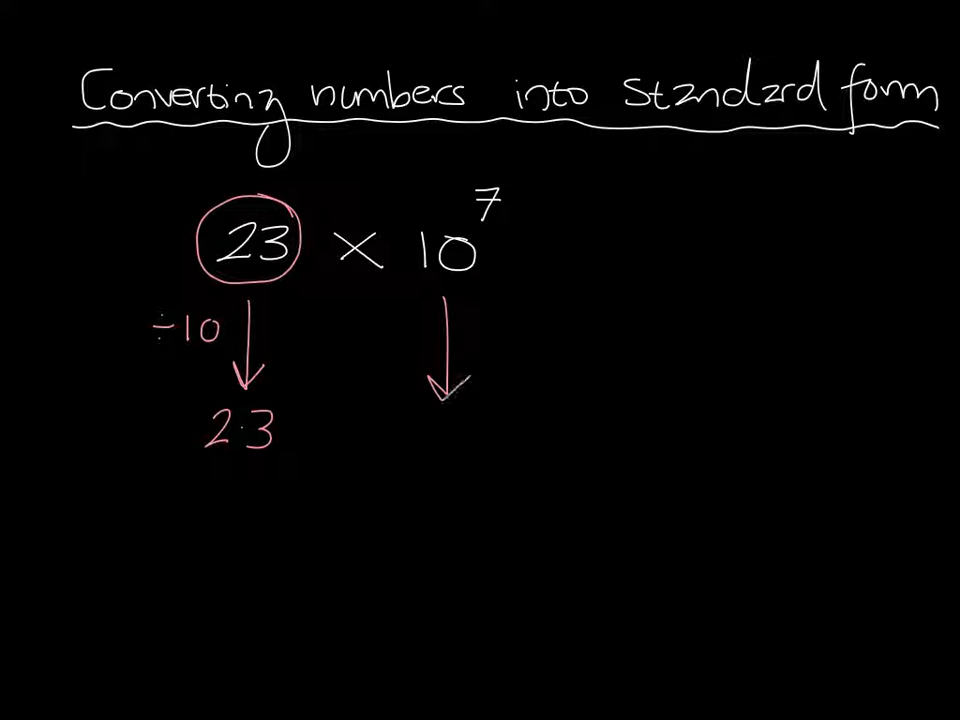 Converting numbers into standard form
23 × 10⁷
÷10
2.3